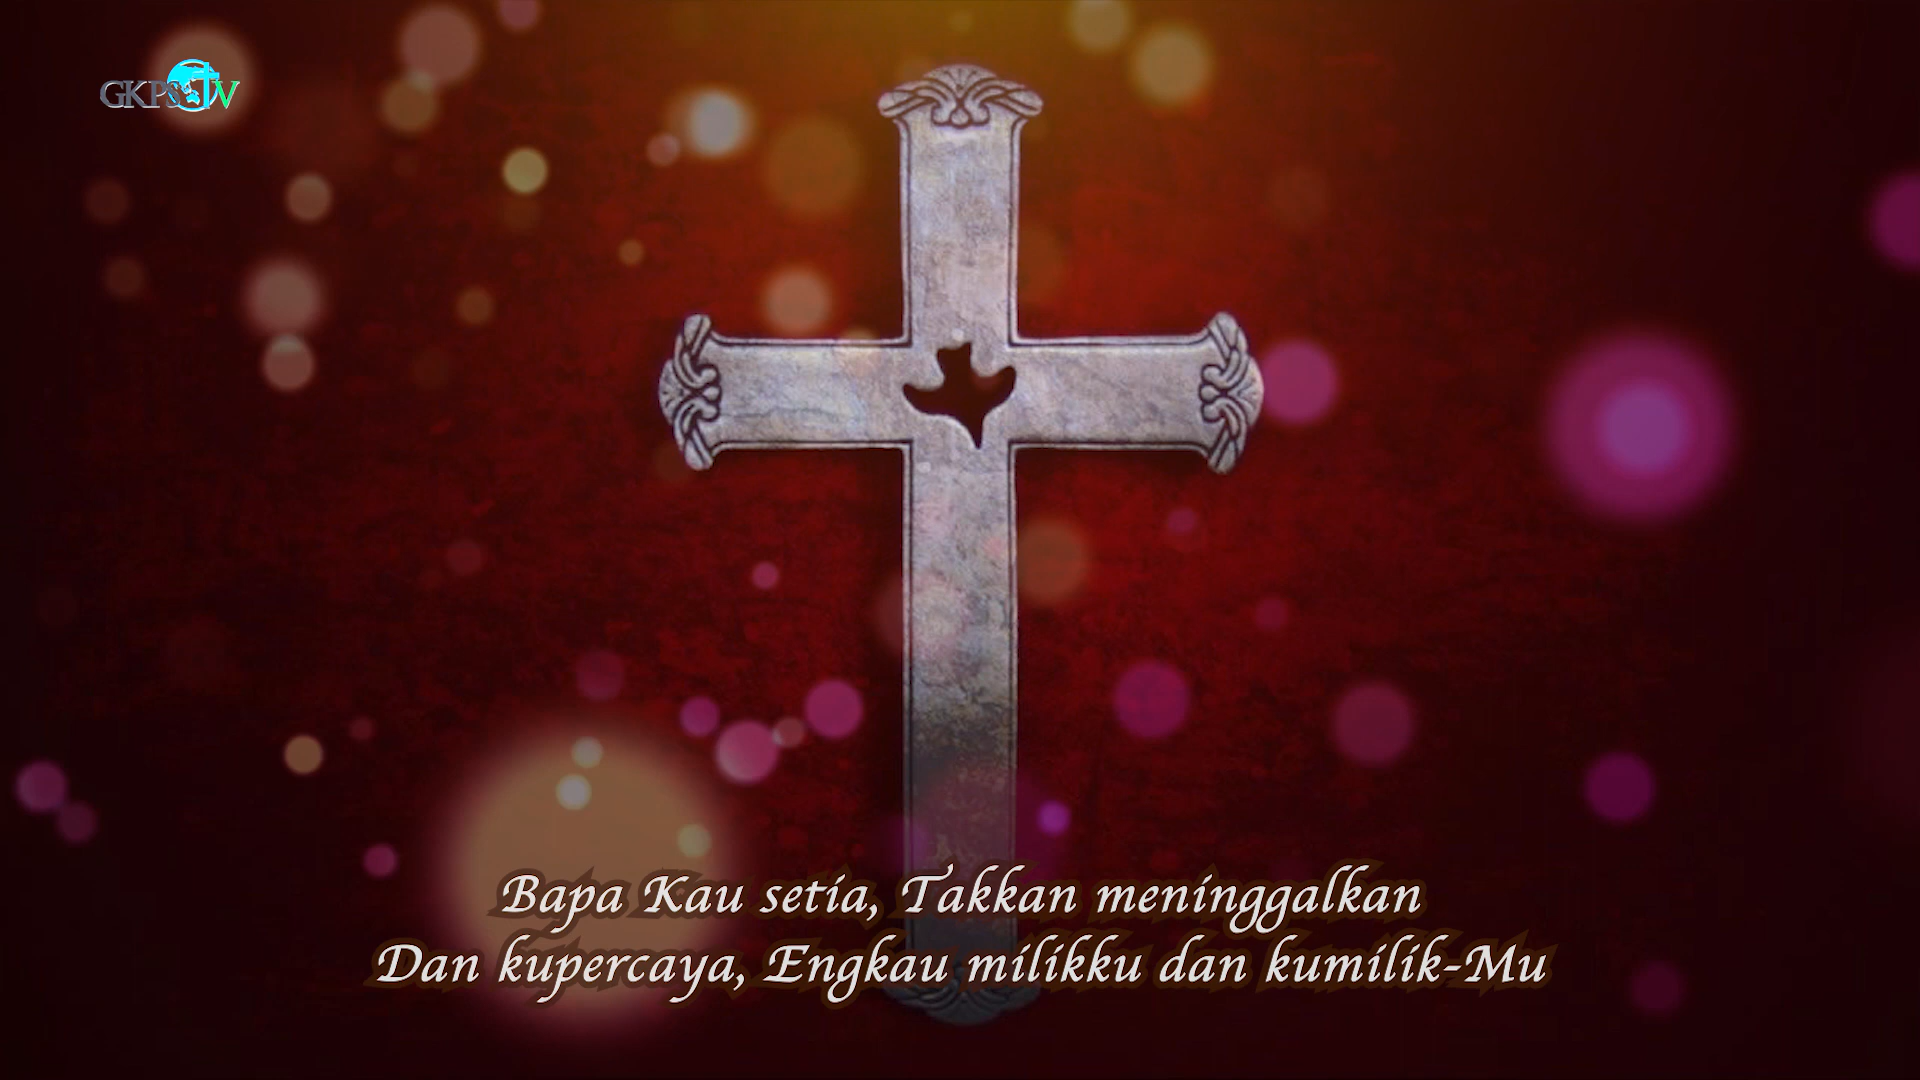 GKPS TV
Bapa Kau setia, Takkan meninggalkan
Dan kupercaya, Engkau milikku dan kumilik-Mu